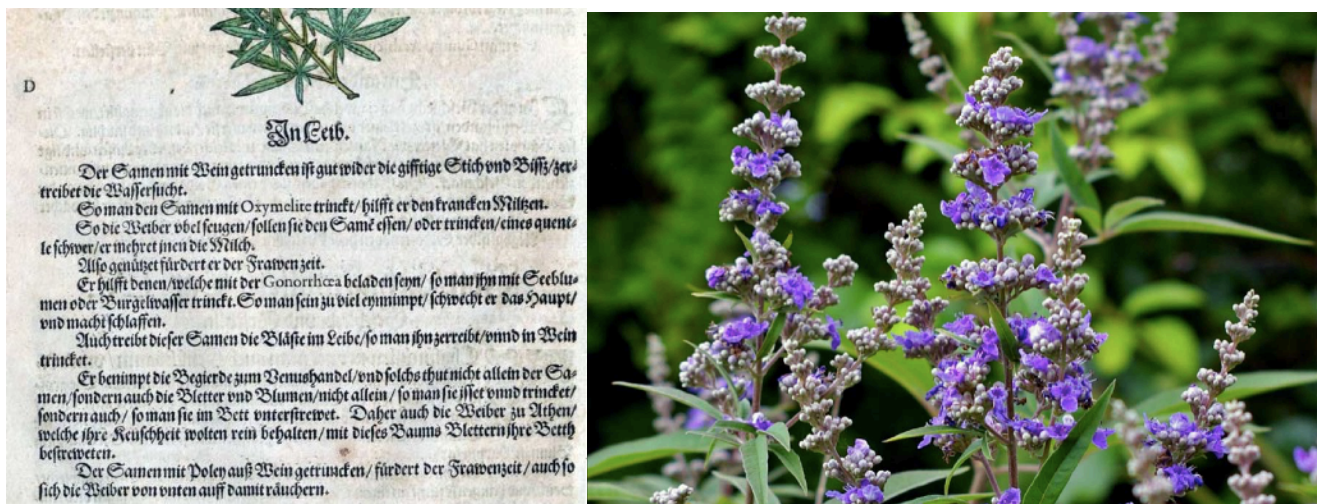 D
In Leib.
Der Samen mit Wein getruncken ist gut wider die gifftige Stich vnd Bissz/zer-
treibet die Wassersucht.
So man den Samen mit Oxymelite trinckt/ hilfft er den krancken Miltzen.
So die Weiber vbel seugen/sollen sie den Samē essen/ oder trincken/eines quent-
le schwer/er mehret jnen die Milch.
Also genützet fürdert er der Frawen zeit.
Er hilfft denen/welche mit der Gonorrhœa beladen seyn/ so man ihn mit Seeblu-
men oder Burgelwasser trinckt. So man sein zu viel eynnimpt/ schwecht er das Haupt/
vnd macht schlaffen.
Auch treibt dieser Samen die Bläste im Leibe/so man ihn zerreibt/vnnd in Wein
trincket.
Er benimpt die Begierde zum Venushandel/vnd solchs thut nicht allein der Sa-
men/sondern auch die Bletter vnd Blumen/nicht allein/ so man sie isset vnnd trincket/
sondern auch/ so man sie im Bett vnterstrewet. Daher auch die Weiber zu Athen/
welche ihre Keuschheit wolten rein behalten/mit dieses Baums Blettern ihre Betth
bestreweten.
Der Samen mit Poley auß Wein getruncken/ fürdert der Frawenzeit/auch so
sich die Weiber von vnten auff damit räuchern.